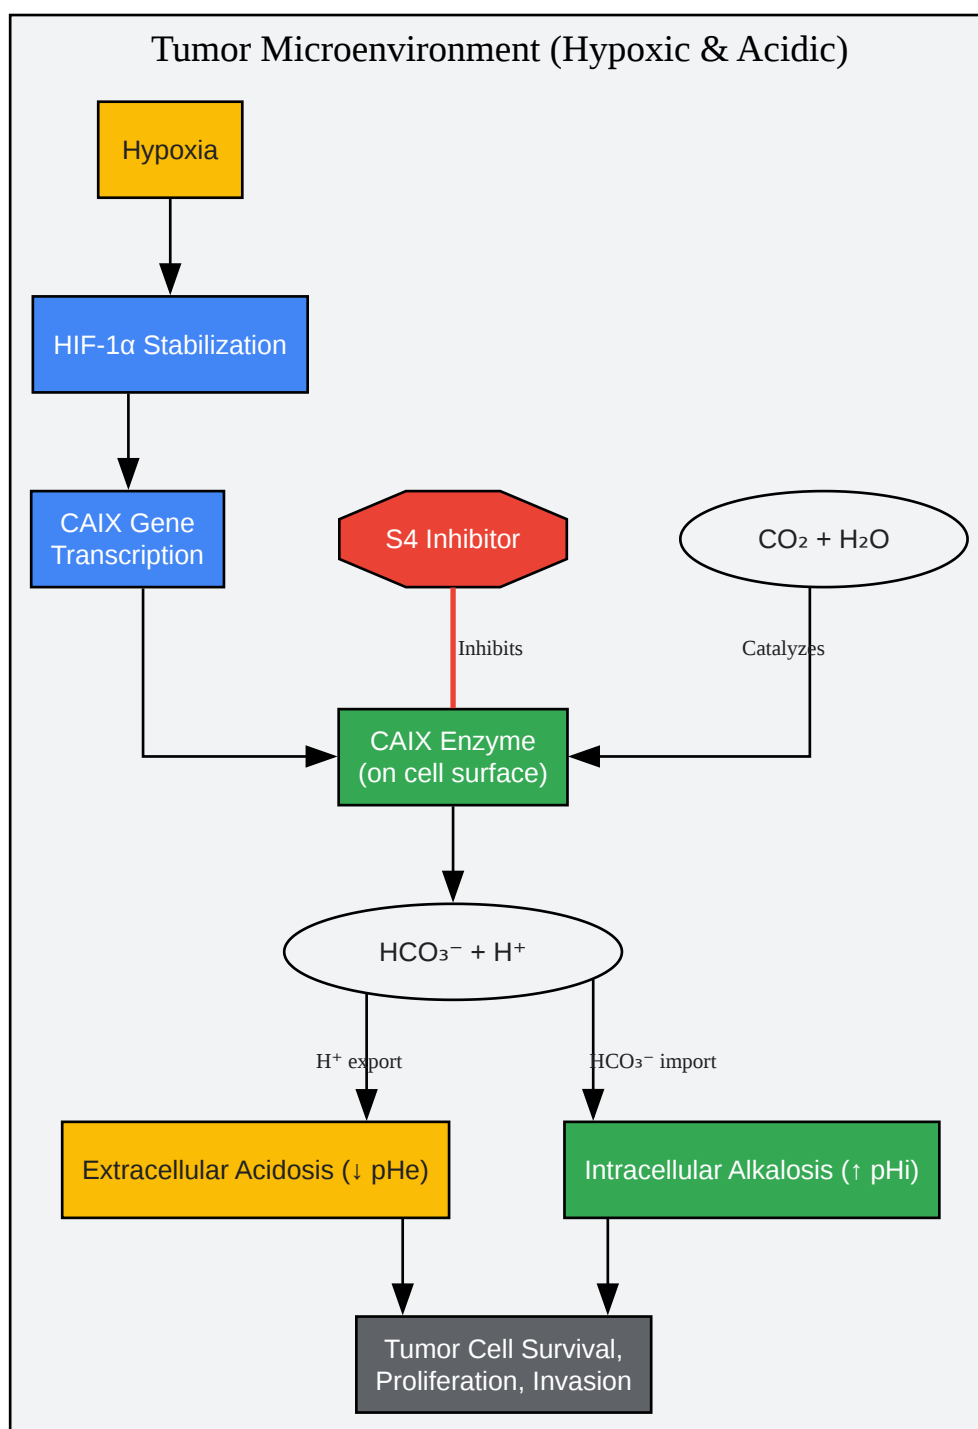 Tumor Microenvironment (Hypoxic & Acidic)
Hypoxia
HIF-1α Stabilization
CAIX Gene
Transcription
S4 Inhibitor
CO₂ + H₂O
Inhibits
Catalyzes
CAIX Enzyme
(on cell surface)
HCO₃⁻ + H⁺
H⁺ export
HCO₃⁻ import
Extracellular Acidosis (↓ pHe)
Intracellular Alkalosis (↑ pHi)
Tumor Cell Survival,
Proliferation, Invasion